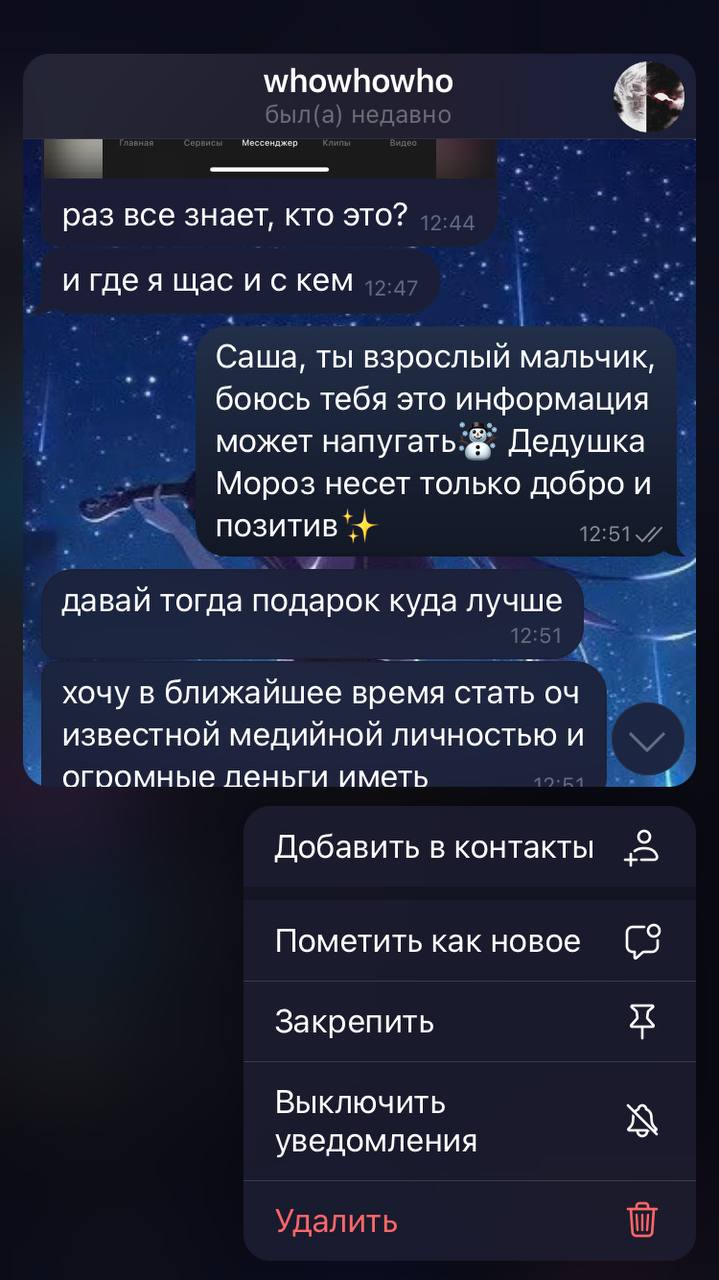 whowhowho
был(а) недавно
Главная Сервисы Мессенджер Клипы Видео
раз все знает, кто это? 12:44
и где я щас и с кем 12:47
Саша, ты взрослый мальчик,
боюсь тебя это информация
может напугать☃️ Дедушка
Мороз несет только добро и
позитив✨ 12:51
давай тогда подарок куда лучше
12:51
хочу в ближайшее время стать оч
известной медийной личностью и
огромные деньги иметь 12:51
Добавить в контакты
Пометить как новое
Закрепить
Выключить
уведомления
Удалить